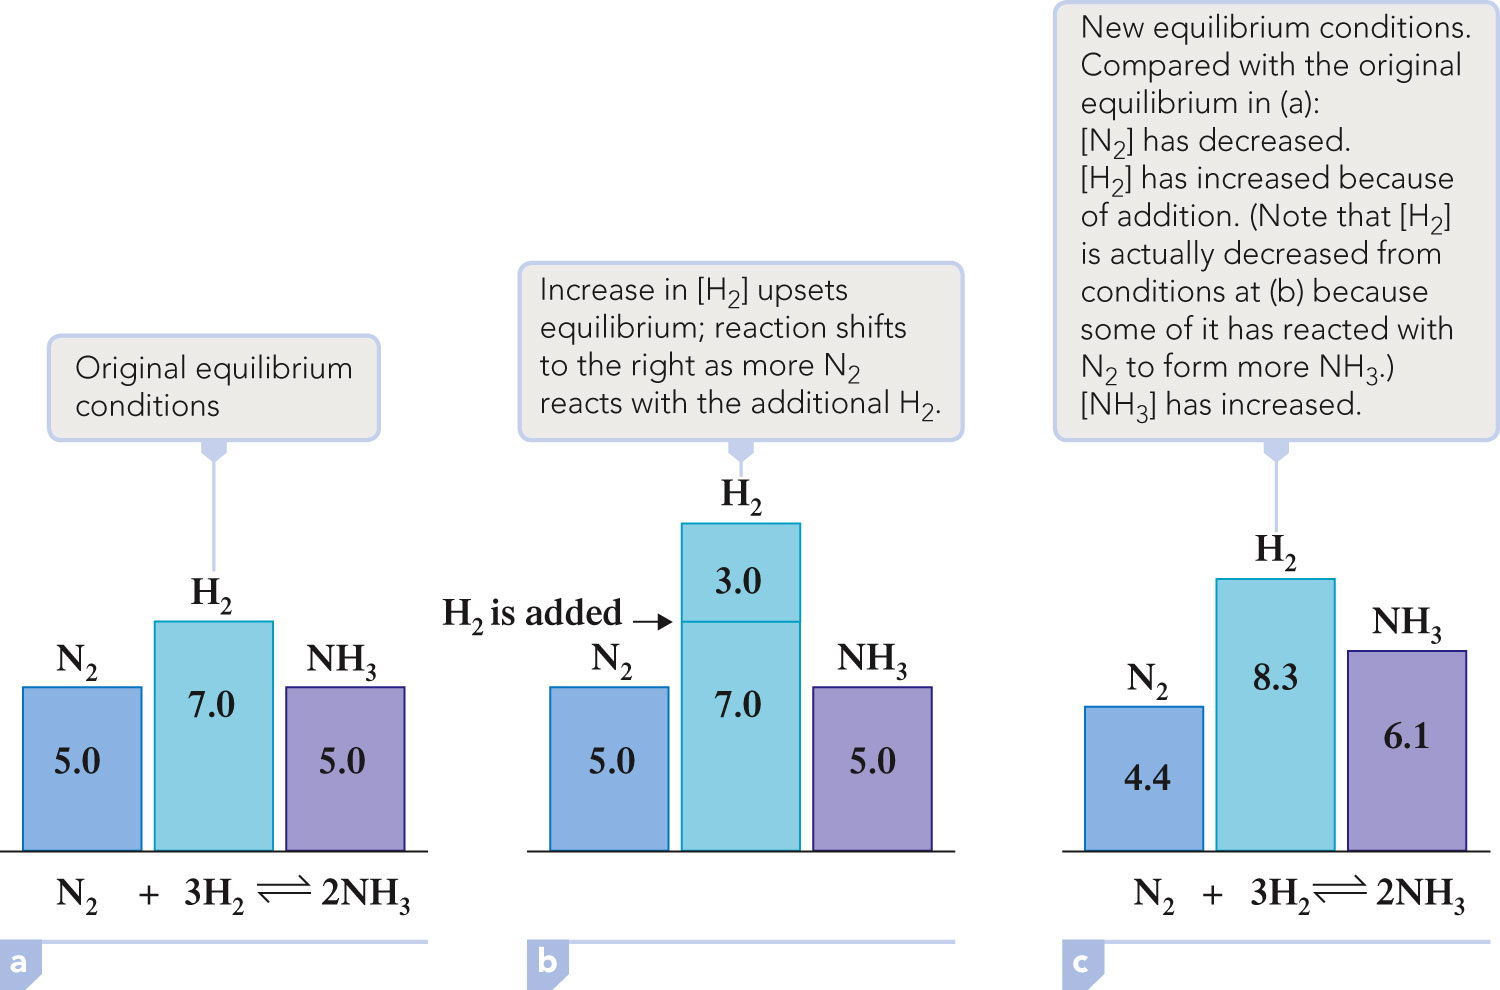 Original equilibrium
conditions
H₂
N₂
NH₃
7.0
5.0
5.0
N₂ + 3H₂ ⇌ 2NH₃
a
Increase in [H₂] upsets
equilibrium; reaction shifts
to the right as more N₂
reacts with the additional H₂.
H₂
3.0
H₂ is added
N₂
NH₃
7.0
5.0
5.0
b
New equilibrium conditions.
Compared with the original
equilibrium in (a):
[N₂] has decreased.
[H₂] has increased because
of addition. (Note that [H₂]
is actually decreased from
conditions at (b) because
some of it has reacted with
N₂ to form more NH₃.)
[NH₃] has increased.
H₂
NH₃
N₂
8.3
6.1
4.4
N₂ + 3H₂ ⇌ 2NH₃
c